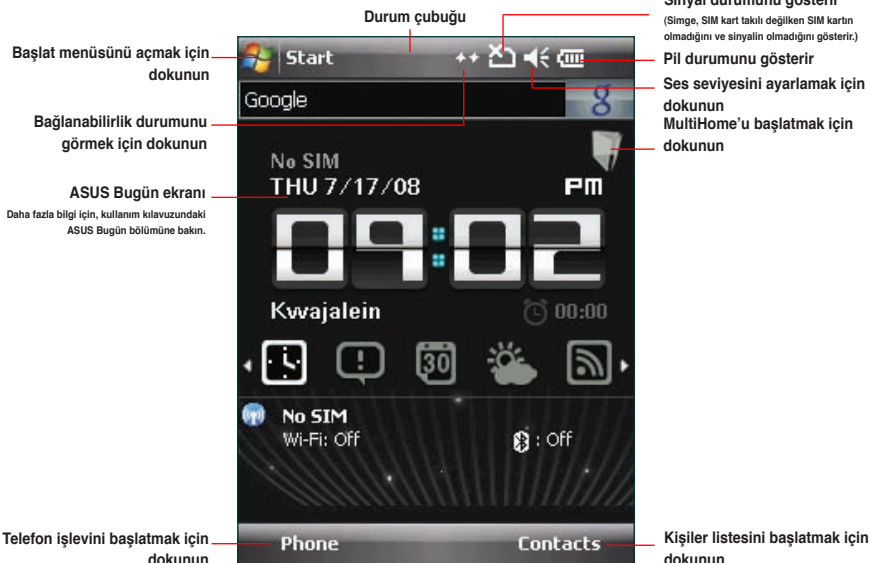 Durum çubuğu
Başlat menüsünü açmak için
dokunun
Bağlanabilirlik durumunu
görmek için dokunun
ASUS Bugün ekranı
Daha fazla bilgi için, kullanım kılavuzundaki
ASUS Bugün bölümüne bakın.
Telefon işlevini başlatmak için
dokunun
Start
Google
g
No SIM
THU 7/17/08
PM
09:02
Kwajalein
00:00
30
No SIM
Wi-Fi: Off
: Off
Phone
Contacts
Sinyal durumunu gösterir
(Simge, SIM kart takılı değilken SIM kartın
olmadığını ve sinyalin olmadığını gösterir.)
Pil durumunu gösterir
Ses seviyesini ayarlamak için
dokunun
MultiHome'u başlatmak için
dokunun
Kişiler listesini başlatmak için
dokunun